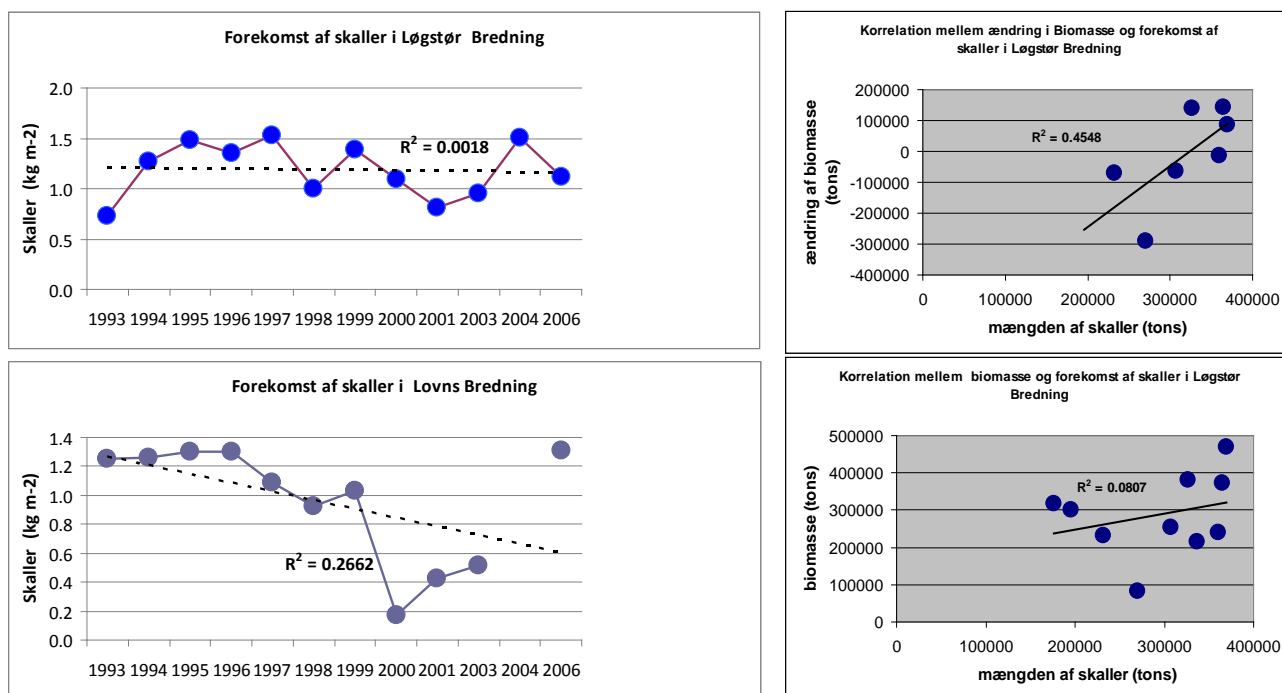 Forekomst af skaller i Løgstør Bredning
Skaller (kg m-2)
2.0
1.5
1.0
0.5
0.0
R² = 0.0018
1993 1994 1995 1996 1997 1998 1999 2000 2001 2003 2004 2006
Korrelation mellem ændring i Biomasse og forekomst af
skaller i Løgstør Bredning
ændring af biomasse
(tons)
200000
100000
0
-100000
-200000
-300000
-400000
R² = 0.4548
0 100000 200000 300000 400000
mængden af skaller (tons)
Forekomst af skaller i Lovns Bredning
Skaller (kg m-2)
1.4
1.2
1.0
0.8
0.6
0.4
0.2
0.0
R² = 0.2662
1993 1994 1995 1996 1997 1998 1999 2000 2001 2003 2004 2006
Korrelation mellem biomasse og forekomst af skaller i Løgstør
Bredning
biomasse (tons)
500000
400000
300000
200000
100000
0
R² = 0.0807
0 100000 200000 300000 400000
mængden af skaller (tons)